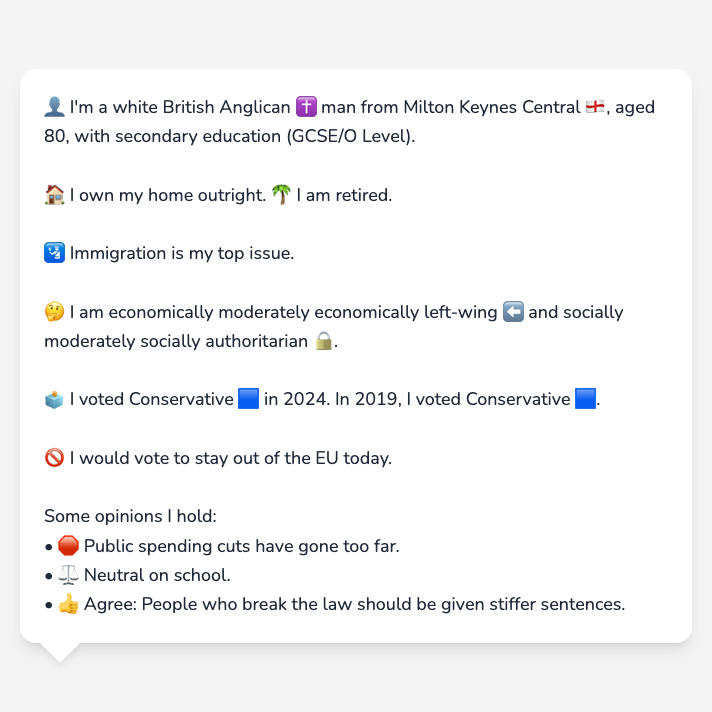 👤 I'm a white British Anglican ✝️ man from Milton Keynes Central 🏴󠁧󠁢󠁥󠁮󠁧󠁿, aged
80, with secondary education (GCSE/O Level).
🏠 I own my home outright. 🌴 I am retired.
🛂 Immigration is my top issue.
🤔 I am economically moderately economically left-wing ⬅️ and socially
moderately socially authoritarian 🔒.
🗳️ I voted Conservative 🟦 in 2024. In 2019, I voted Conservative 🟦.
🚫 I would vote to stay out of the EU today.
Some opinions I hold:
• 🛑 Public spending cuts have gone too far.
• ⚖️ Neutral on school.
• 👍 Agree: People who break the law should be given stiffer sentences.